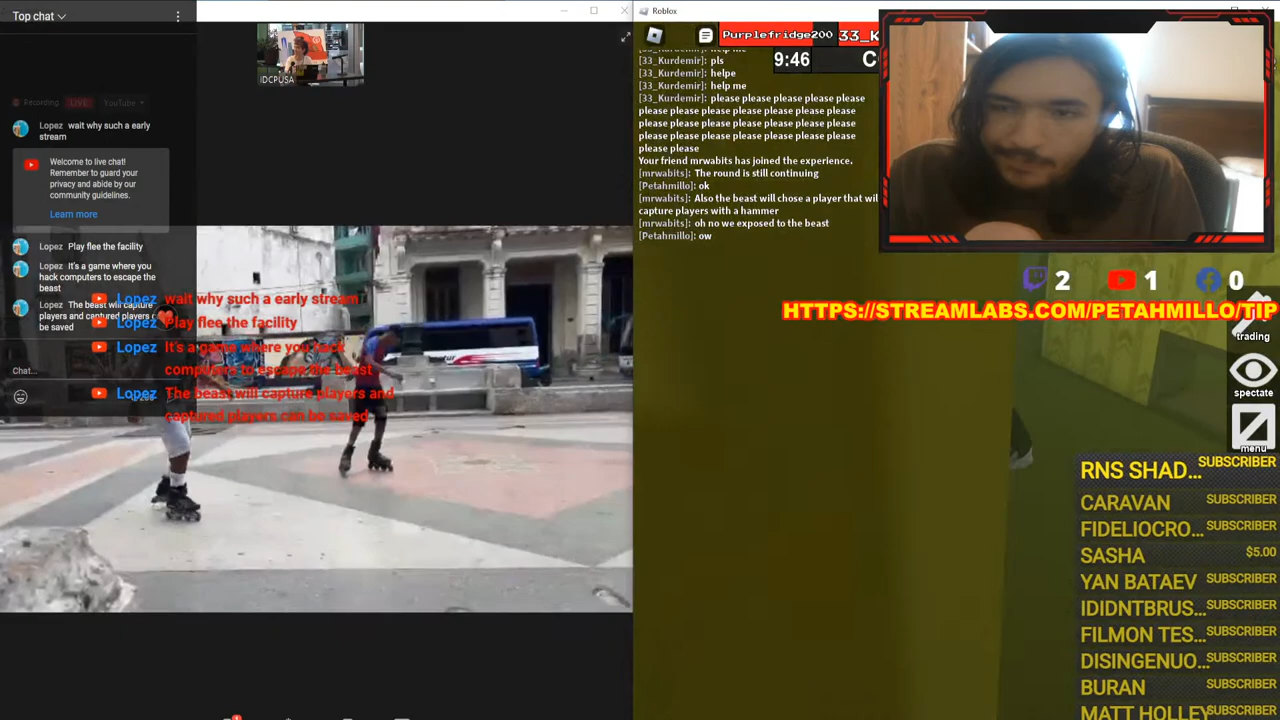 Top chat
IDCPUSA
Recording
LIVE
YouTube
Lopez wait why such a early
stream
Welcome to live chat!
Remember to guard your
privacy and abide by our
community guidelines.
Learn more
Lopez Play flee the facility
Lopez It's a game where you
hack computers to escape the
beast
Lopez The beast will capture
players and captured players c
be saved
Chat...
Lopez wait why such a early stream
Lopez Play flee the facility
Lopez It's a game where you hack
computers to escape the beast
Lopez The beast will capture players and
captured players can be saved
Roblox
Purplefridge200
33_K
9:46
C
[33_Kurdemir]: help me
[33_Kurdemir]: pls
[33_Kurdemir]: helpe
[33_Kurdemir]: help me
[33_Kurdemir]: please please please please please
please please please please please please please
please please please please please please please
please please please please please please please
please please
Your friend mrwabits has joined the experience.
[mrwabits]: The round is still continuing
[Petahmillo]: ok
[mrwabits]: Also the beast will chose a player that wil
capture players with a hammer
[mrwabits]: oh no we exposed to the beast
[Petahmillo]: ow
2
1
0
HTTPS://STREAMLABS.COM/PETAHMILLO/TIP
trading
spectate
menu
RNS SHAD... SUBSCRIBER
CARAVAN SUBSCRIBER
FIDELIOCRO... SUBSCRIBER
SASHA $5.00
YAN BATAEV SUBSCRIBER
IDIDNTBRUS... SUBSCRIBER
FILMON TES... SUBSCRIBER
DISINGENUO... SUBSCRIBER
BURAN SUBSCRIBER
MATT HOLLEY SUBSCRIBER